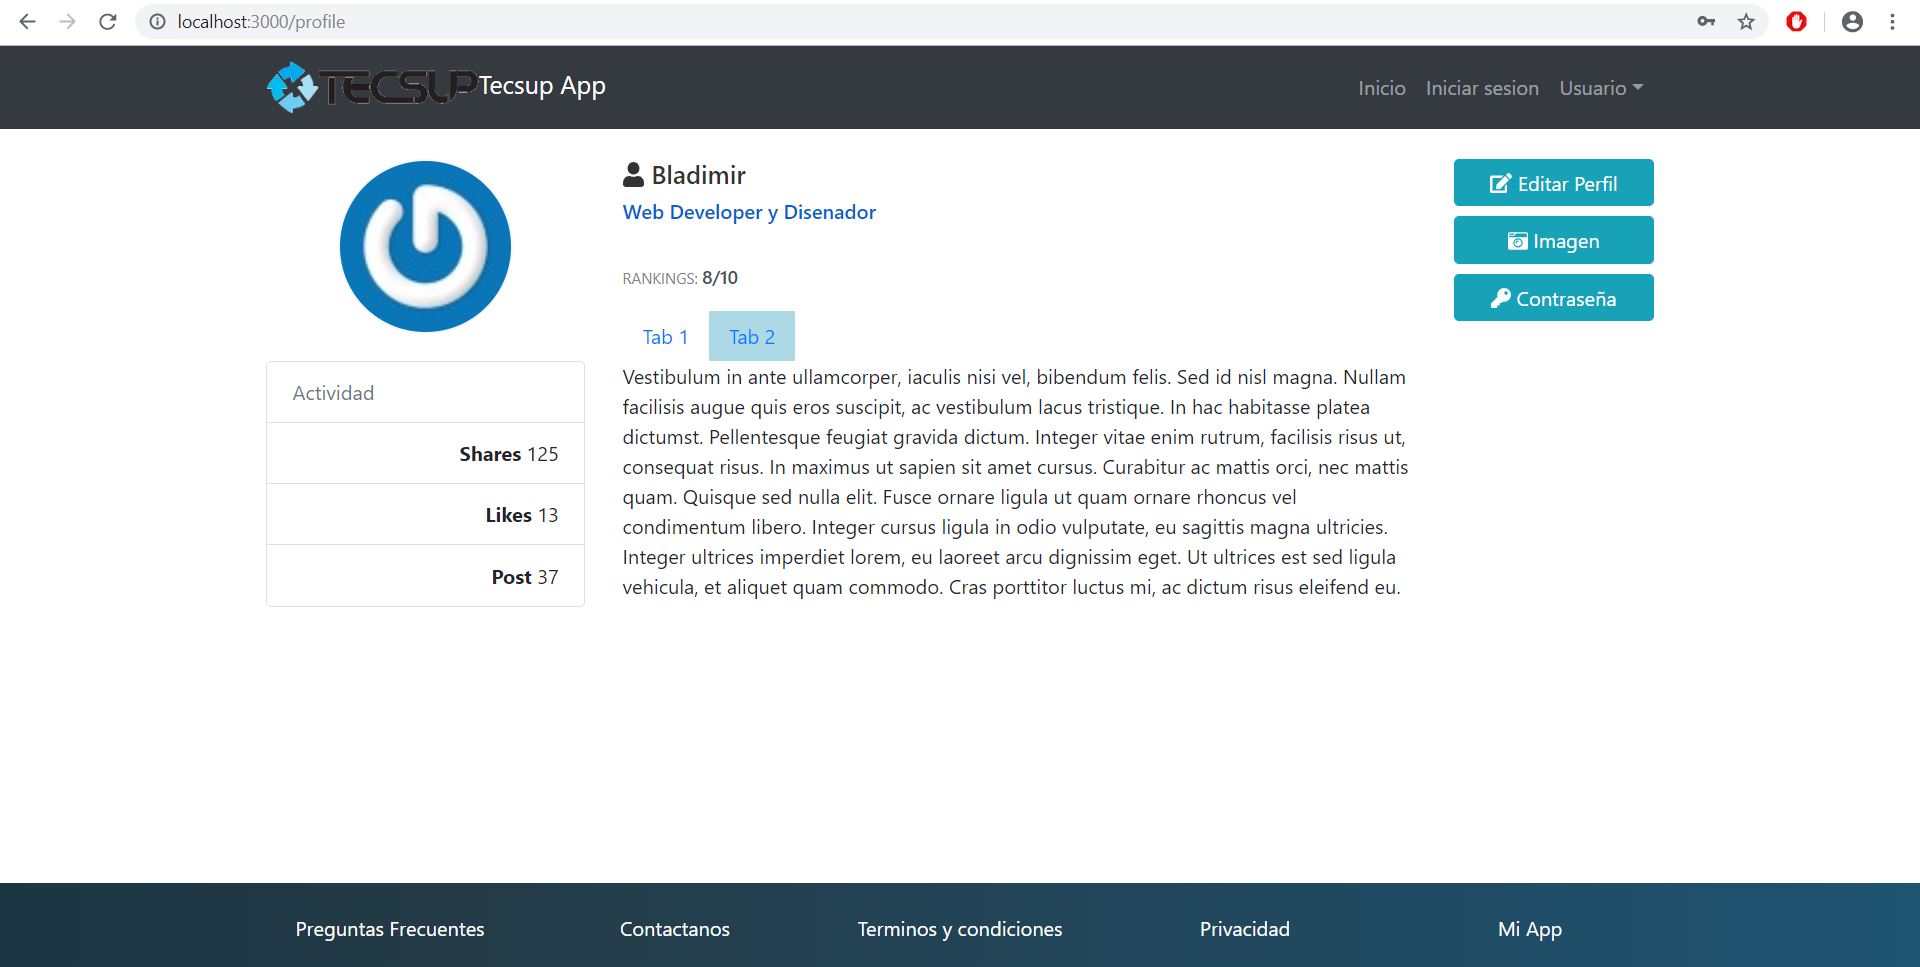 localhost:3000/profile
TECSUP Tecsup App
Inicio Iniciar sesion Usuario
Bladimir
Web Developer y Disenador
RANKINGS: 8/10
Tab 1 Tab 2
Vestibulum in ante ullamcorper, iaculis nisi vel, bibendum felis. Sed id nisl magna. Nullam
facilisis augue quis eros suscipit, ac vestibulum lacus tristique. In hac habitasse platea
dictumst. Pellentesque feugiat gravida dictum. Integer vitae enim rutrum, facilisis risus ut,
consequat risus. In maximus ut sapien sit amet cursus. Curabitur ac mattis orci, nec mattis
quam. Quisque sed nulla elit. Fusce ornare ligula ut quam ornare rhoncus vel
condimentum libero. Integer cursus ligula in odio vulputate, eu sagittis magna ultricies.
Integer ultrices imperdiet lorem, eu laoreet arcu dignissim eget. Ut ultrices est sed ligula
vehicula, et aliquet quam commodo. Cras porttitor luctus mi, ac dictum risus eleifend eu.
Editar Perfil
Imagen
Contraseña
Actividad
Shares 125
Likes 13
Post 37
Preguntas Frecuentes Contactanos Terminos y condiciones Privacidad Mi App